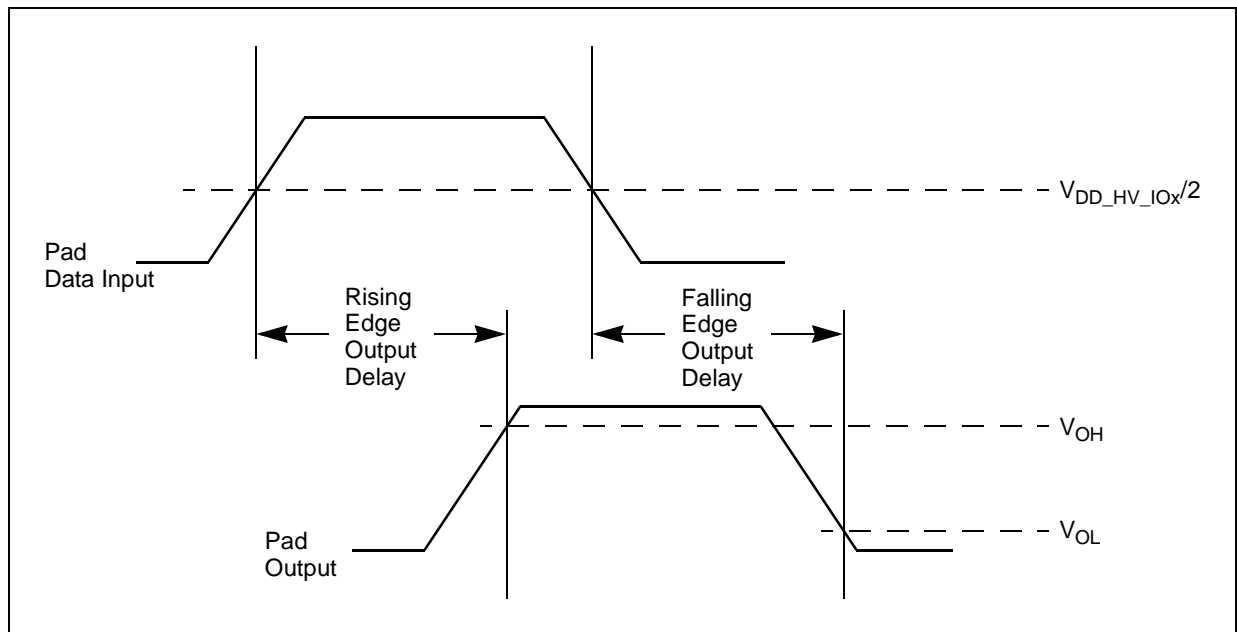 V_DD_HV_IOx/2
Pad
Data Input
Rising
Edge
Output
Delay
Falling
Edge
Output
Delay
V_OH
V_OL
Pad
Output